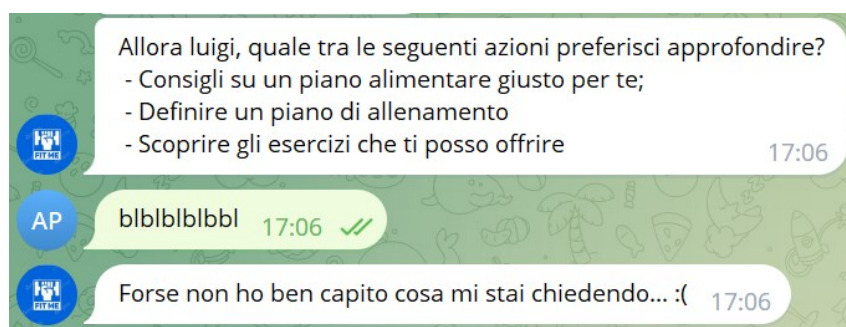 Allora luigi, quale tra le seguenti azioni preferisci approfondire?
- Consigli su un piano alimentare giusto per te;
- Definire un piano di allenamento
- Scoprire gli esercizi che ti posso offrire
17:06
FIT ME
AP
blblblblbbl 17:06
FIT ME
Forse non ho ben capito cosa mi stai chiedendo... :( 17:06